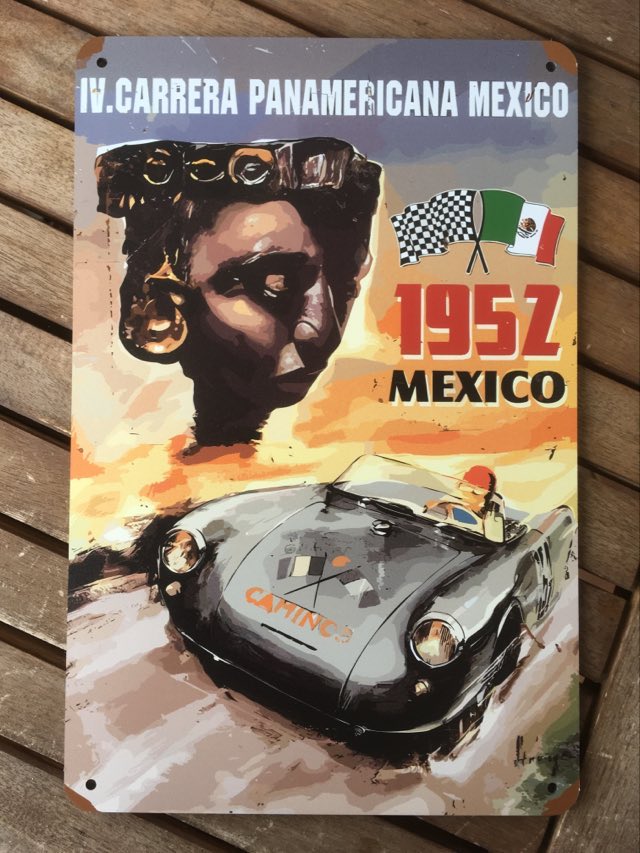 IV.CARRERA PANAMERICANA MEXICO
1952
MEXICO
CAMINOS